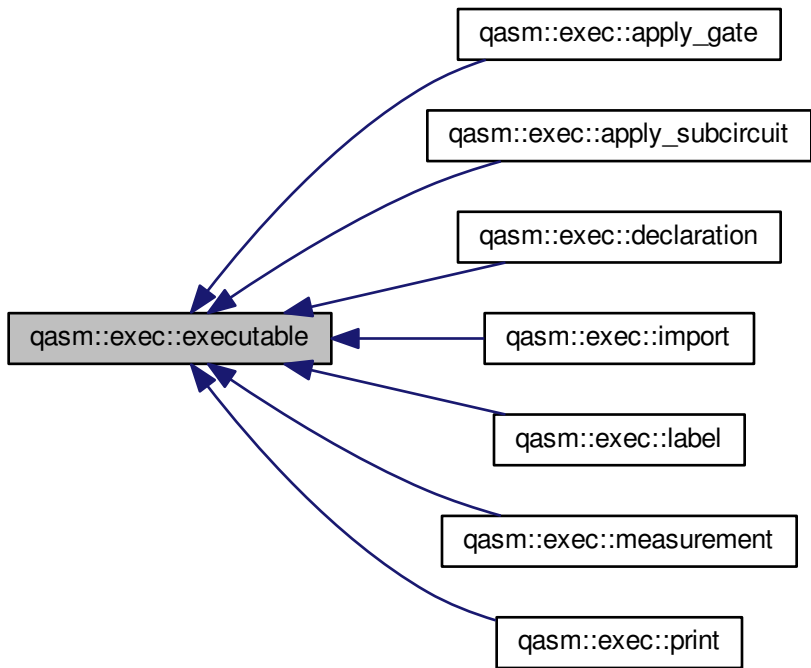 qasm::exec::apply_gate
qasm::exec::apply_subcircuit
qasm::exec::declaration
qasm::exec::executable
qasm::exec::import
qasm::exec::label
qasm::exec::measurement
qasm::exec::print